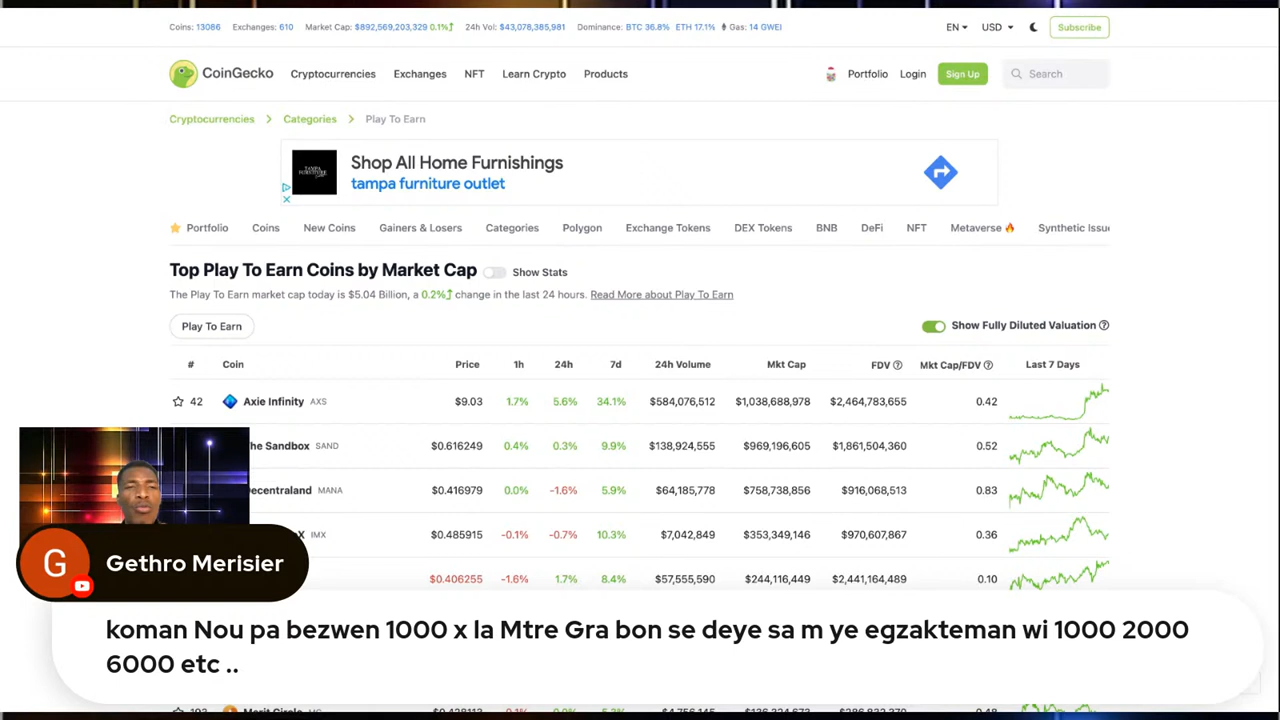 Coins: 13086 Exchanges: 610 Market Cap: $892,569,203,329 0.1% 24h Vol: $43,078,385,981 Dominance: BTC 36.8% ETH 17.1% Gas: 14 GWEI EN USD Subscribe
CoinGecko Cryptocurrencies Exchanges NFT Learn Crypto Products Portfolio Login Sign Up Search
Cryptocurrencies > Categories > Play To Earn
Shop All Home Furnishings
tampa furniture outlet
Portfolio Coins New Coins Gainers & Losers Categories Polygon Exchange Tokens DEX Tokens BNB DeFi NFT Metaverse 🔥 Synthetic Issue
Top Play To Earn Coins by Market Cap Show Stats
The Play To Earn market cap today is $5.04 Billion, a 0.2% change in the last 24 hours. Read More about Play To Earn
Play To Earn Show Fully Diluted Valuation
# Coin Price 1h 24h 7d 24h Volume Mkt Cap FDV Mkt Cap/FDV Last 7 Days
42 Axie Infinity AXS $9.03 1.7% 5.6% 34.1% $584,076,512 $1,038,688,978 $2,464,783,655 0.42
he Sandbox SAND $0.616249 0.4% 0.3% 9.9% $138,924,555 $969,196,605 $1,861,504,360 0.52
ecentraland MANA $0.416979 0.0% -1.6% 5.9% $64,185,778 $758,738,856 $916,068,513 0.83
X IMX $0.485915 -0.1% -0.7% 10.3% $7,042,849 $353,349,146 $970,607,867 0.36
$0.406255 -1.6% 1.7% 8.4% $57,555,590 $244,116,449 $2,441,164,489 0.10
G Gethro Merisier
koman Nou pa bezwen 1000 x la Mtre Gra bon se deye sa m ye egzakteman wi 1000 2000
6000 etc ..